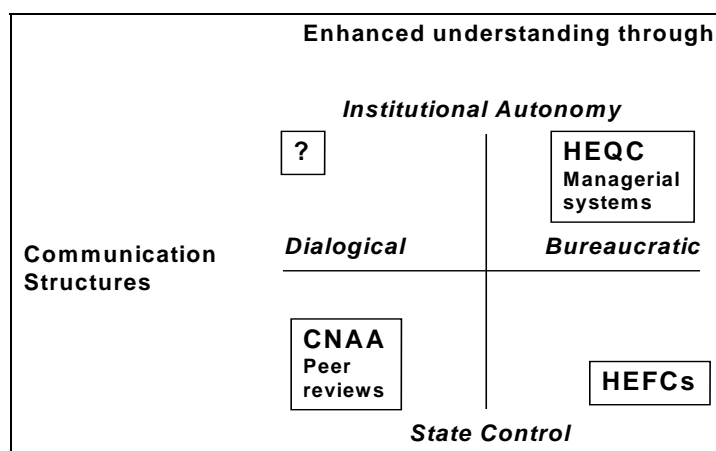 Enhanced understanding through
Institutional Autonomy
?
HEQC
Managerial
systems
Dialogical
Bureaucratic
Communication
Structures
CNAA
Peer
reviews
HEFCs
State Control